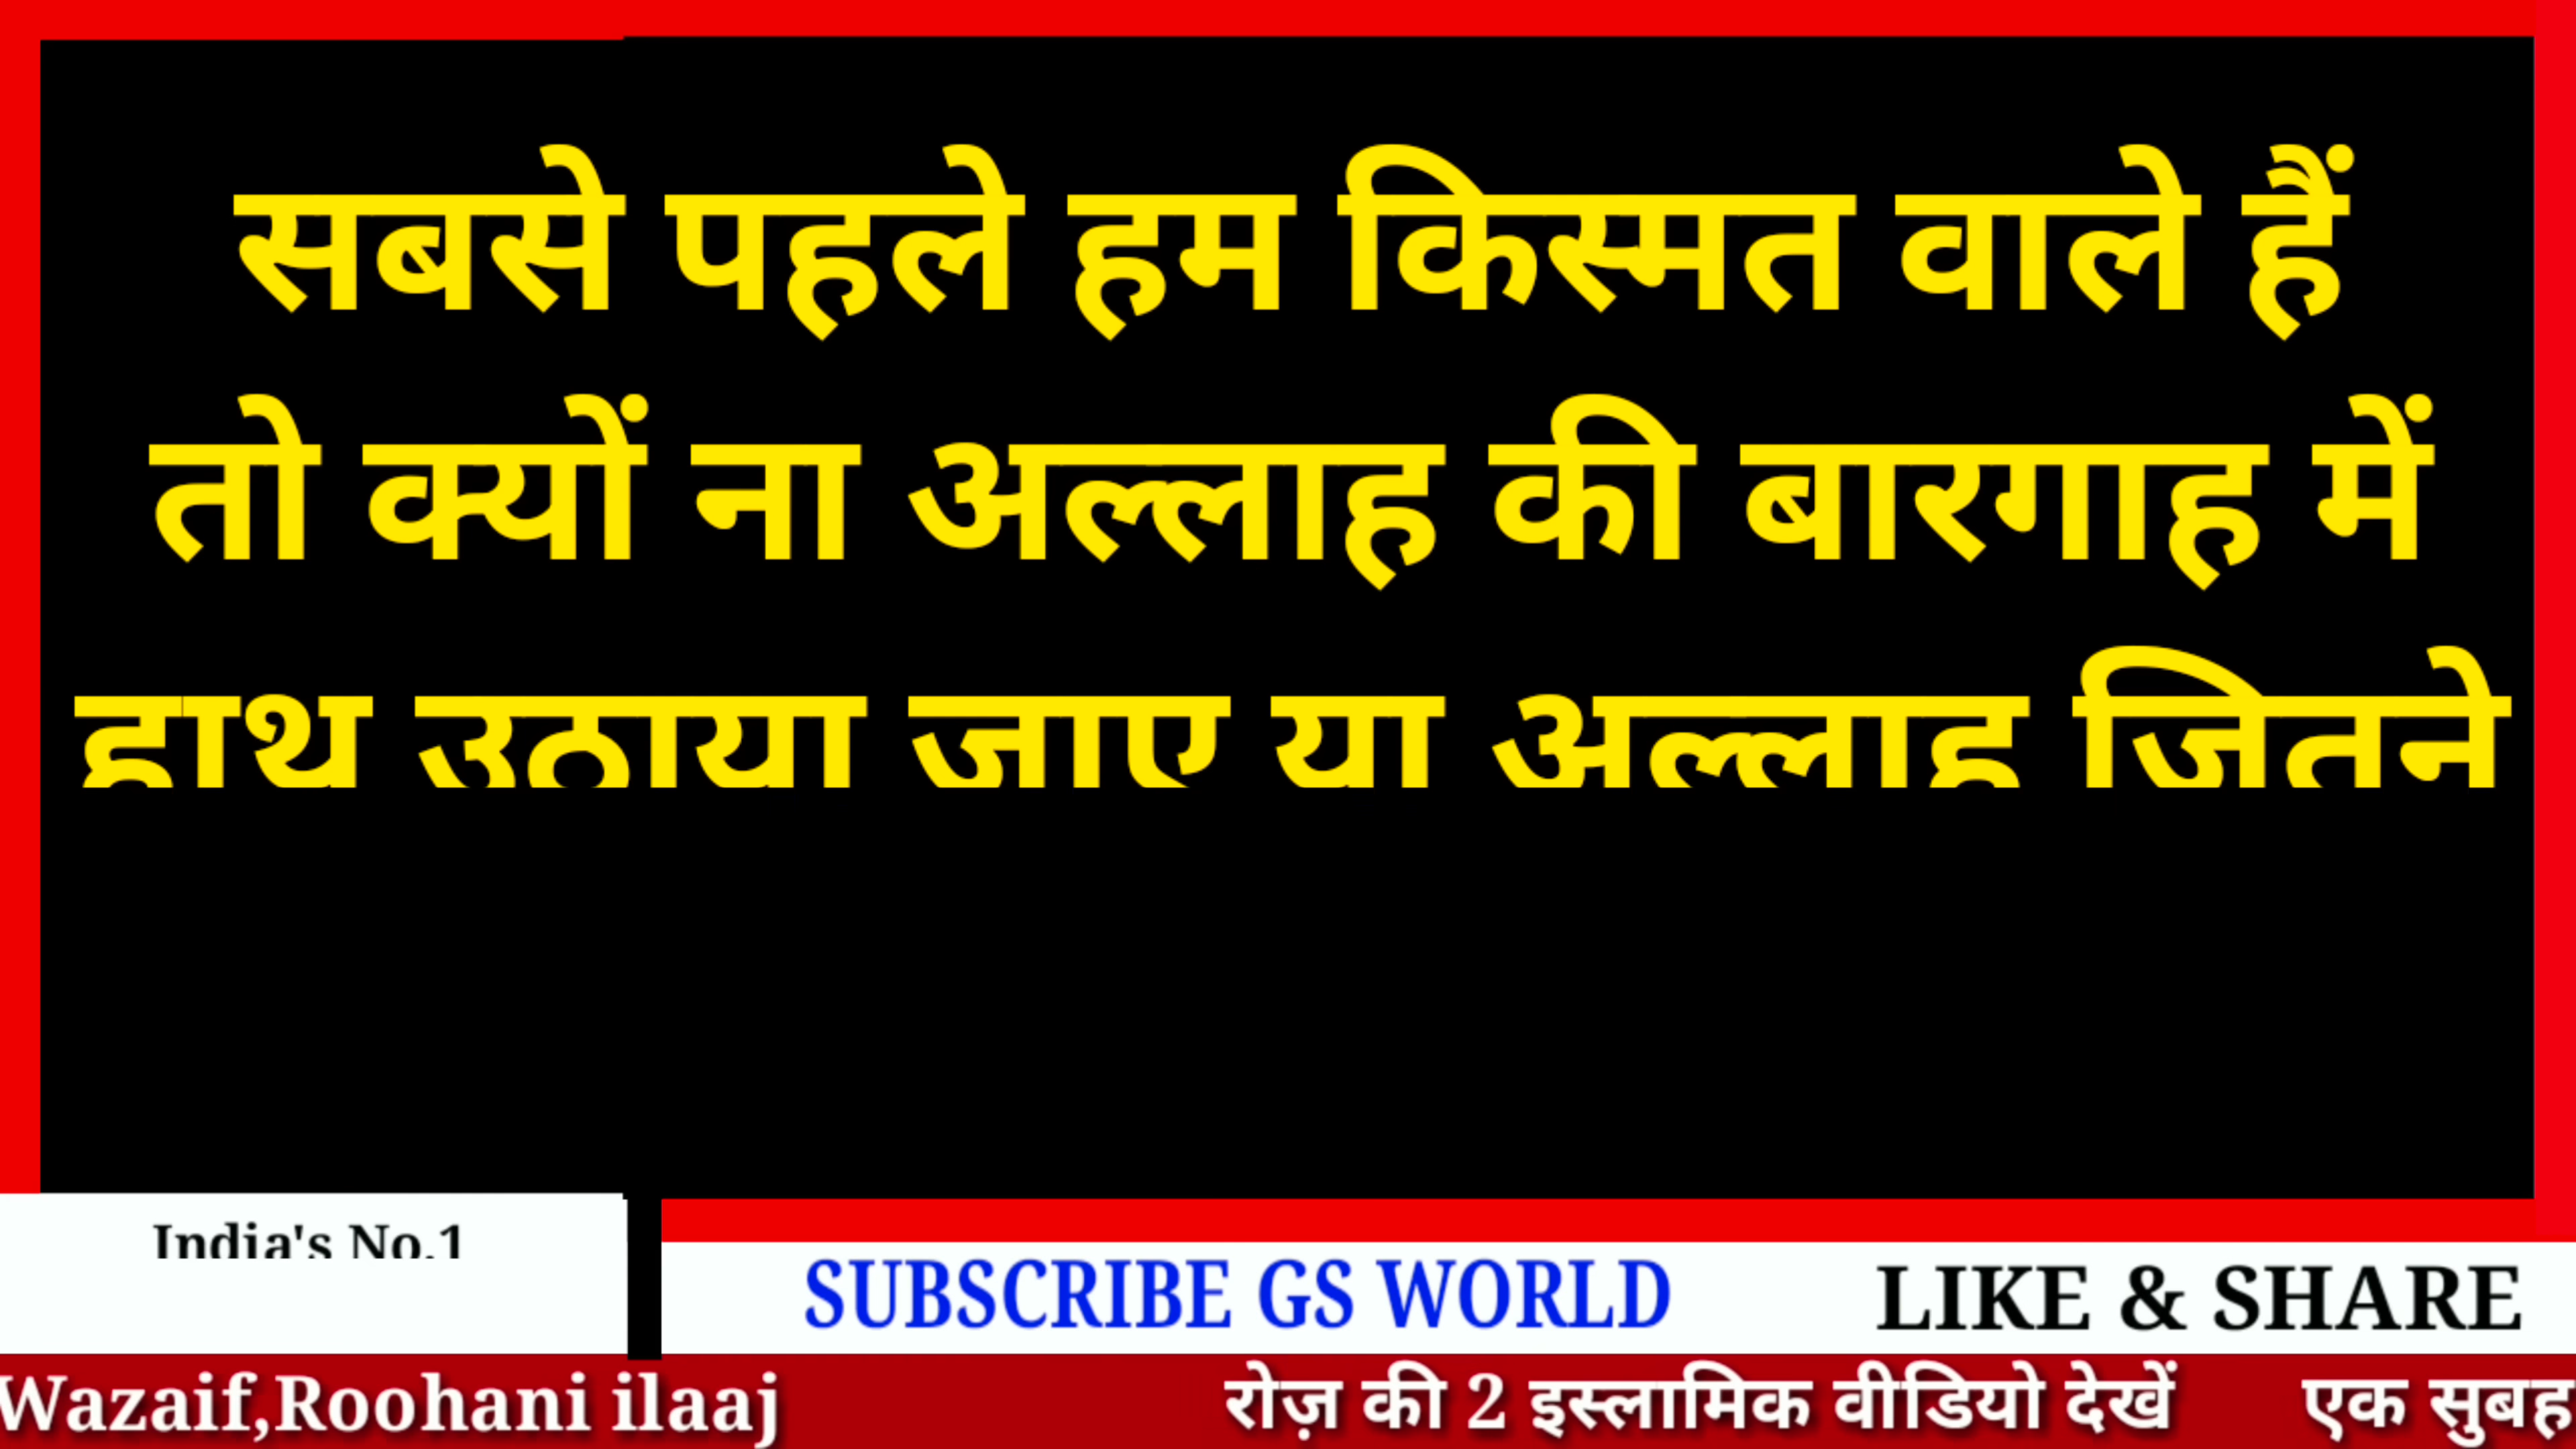 सबसे पहले हम किस्मत वाले हैं
तो क्यों ना अल्लाह की बारगाह में
हाथ उठाया जाए या अल्लाह जितने
India's No.1
SUBSCRIBE GS WORLD
LIKE & SHARE
Wazaif,Roohani ilaaj रोज़ की 2 इस्लामिक वीडियो देखें एक सुबह